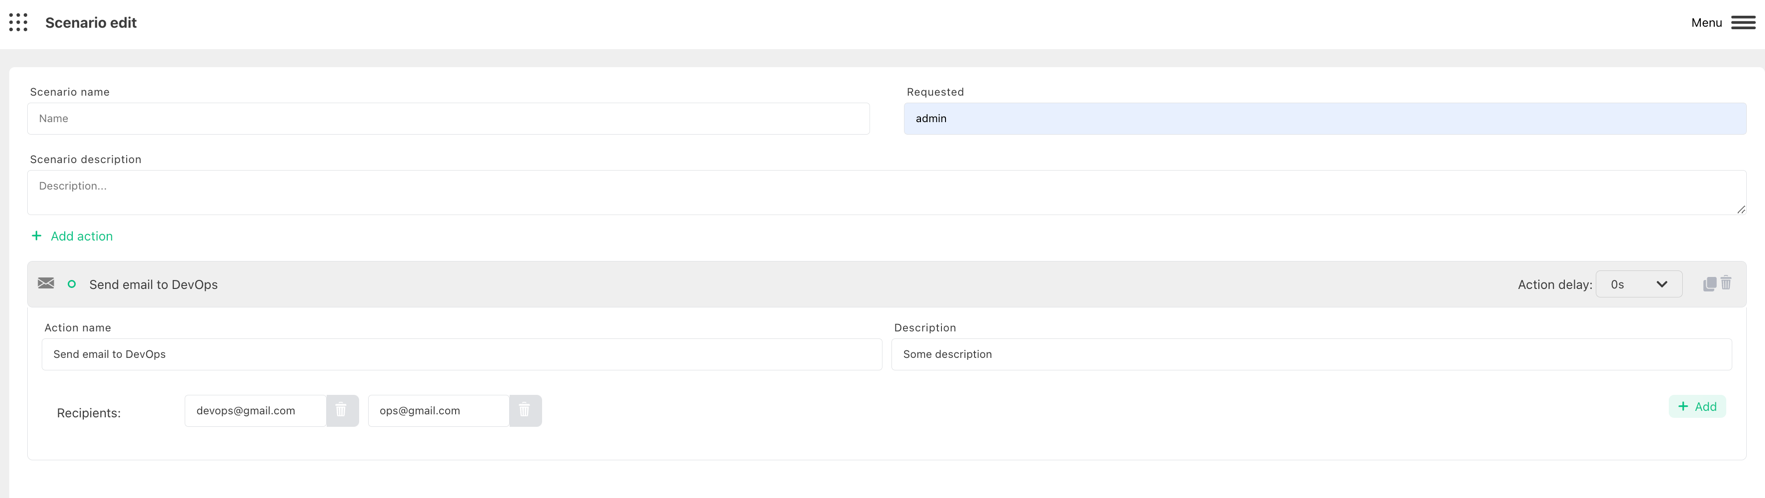 Scenario edit
Menu
Scenario name
Requested
Name
admin
Scenario description
Description...
+ Add action
Send email to DevOps
Action delay: 0s
Action name
Description
Send email to DevOps
Some description
Recipients:
devops@gmail.com
ops@gmail.com
+ Add